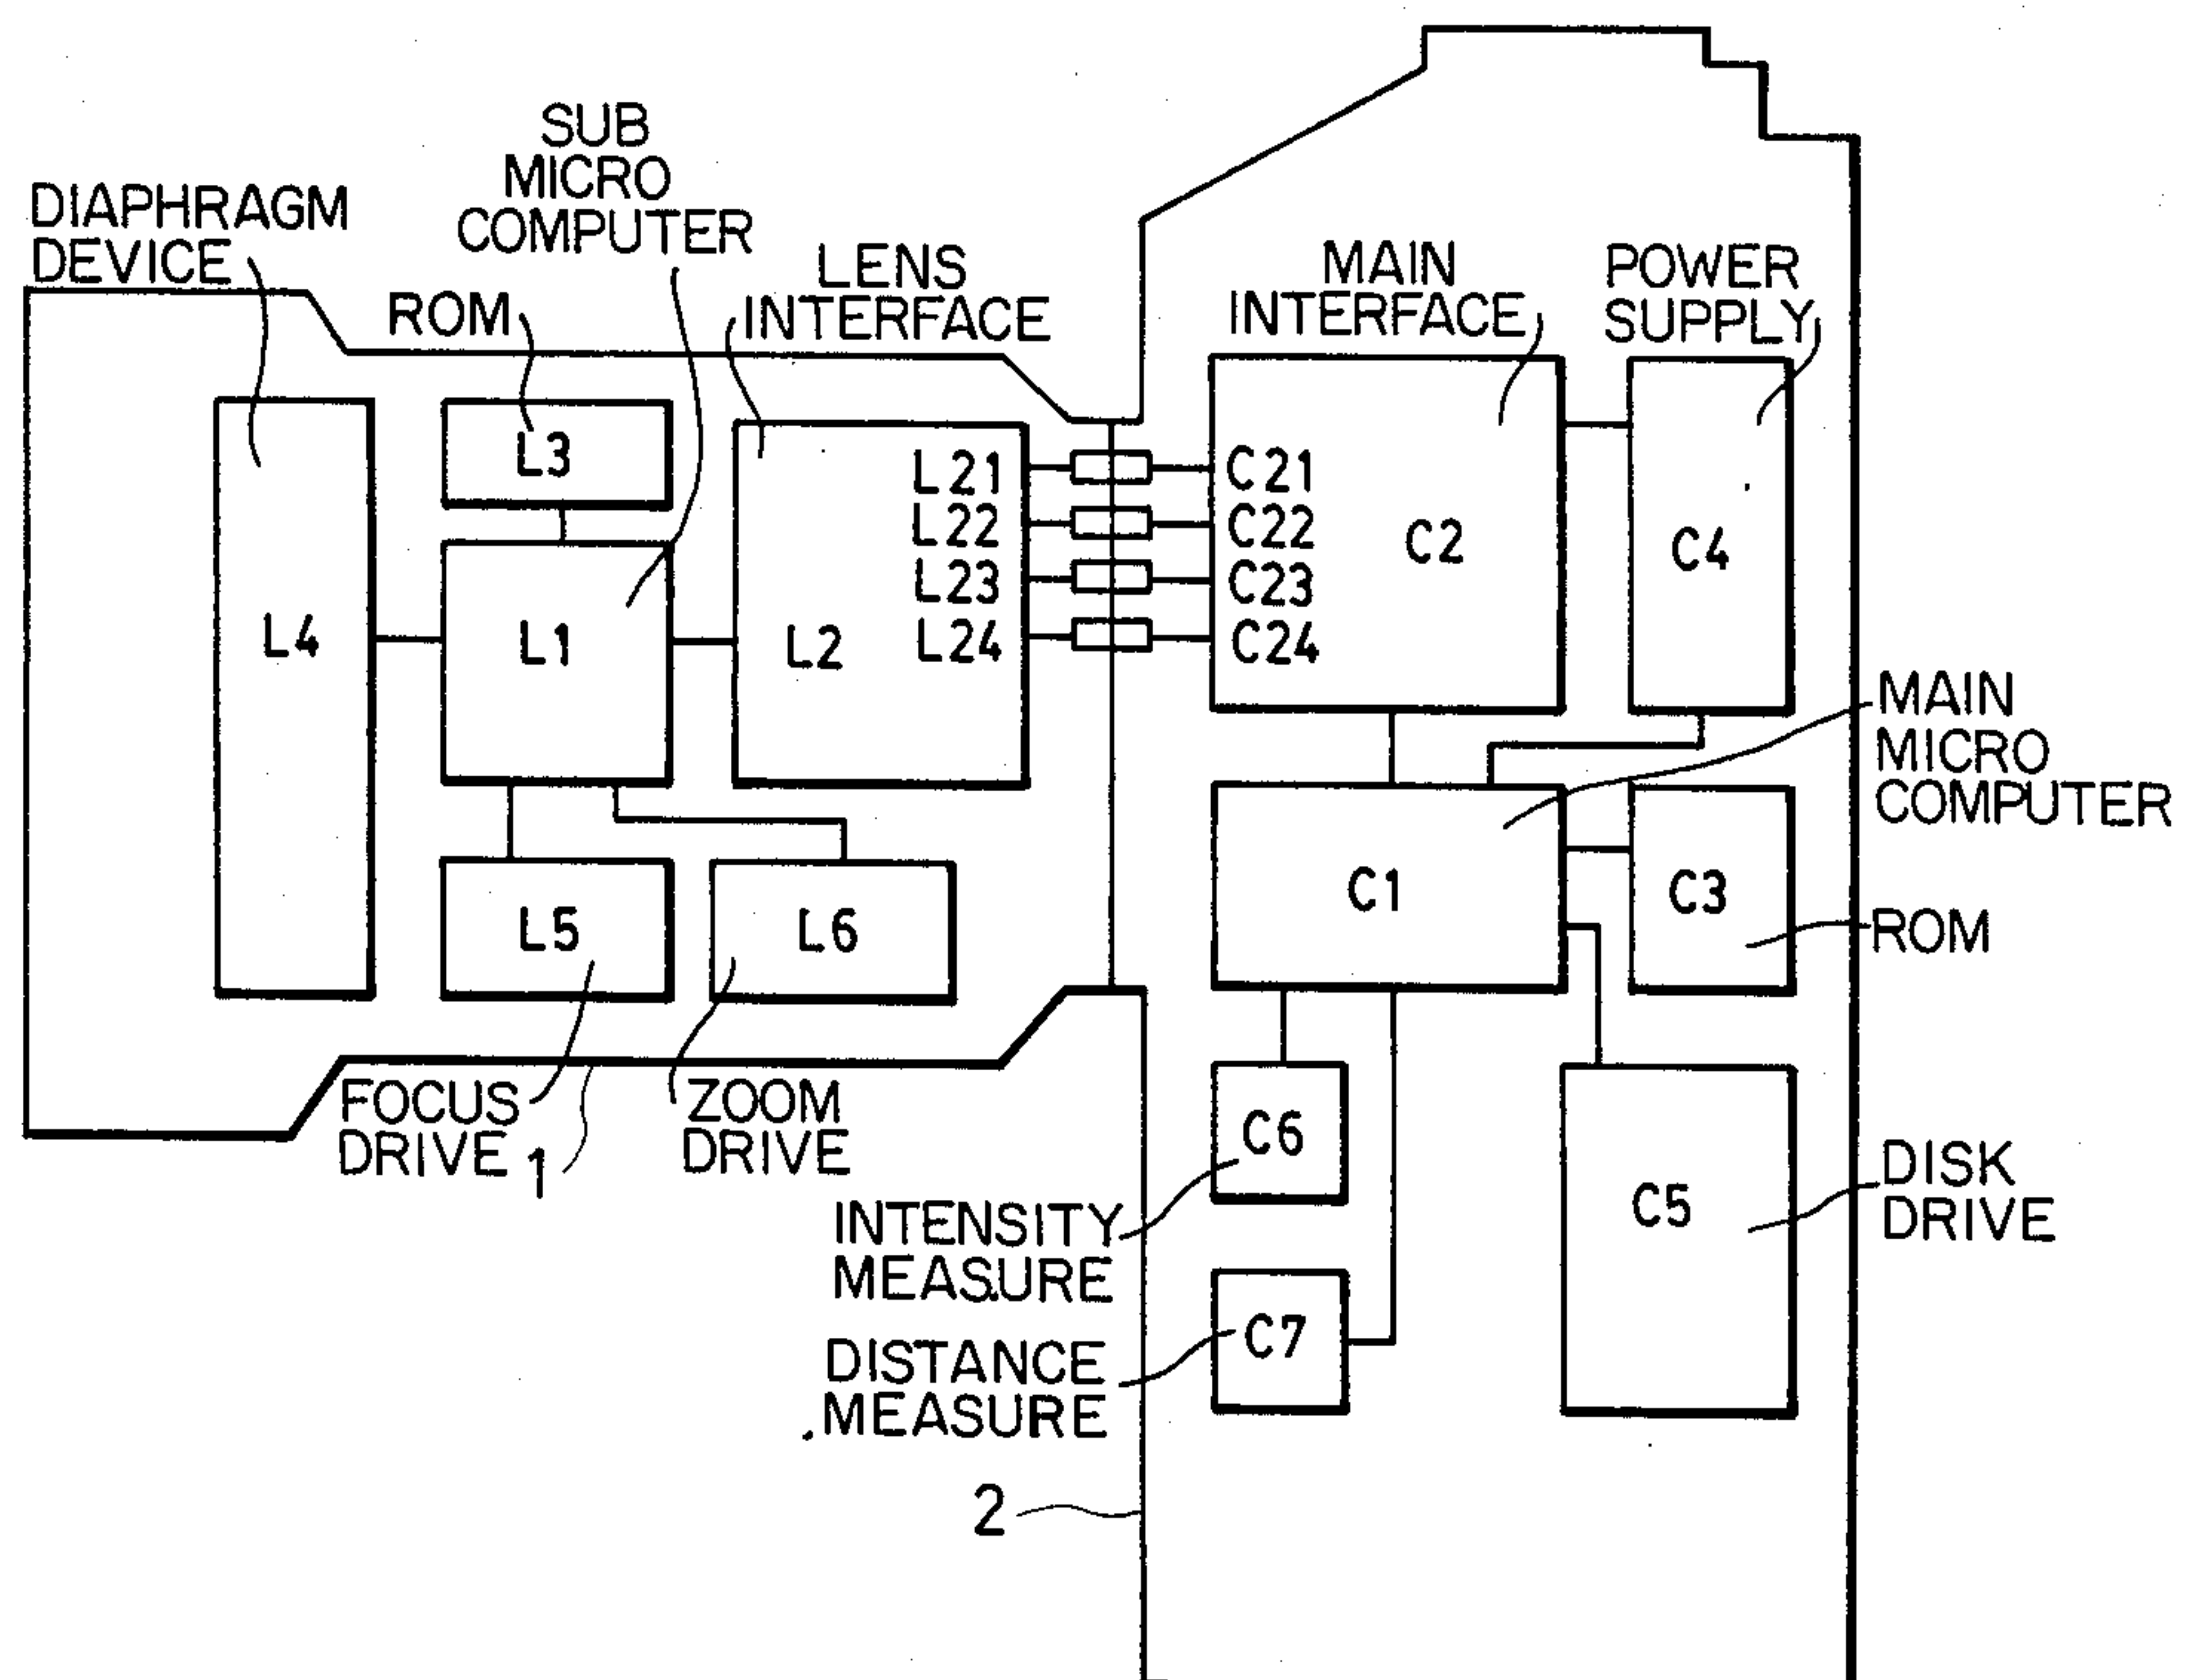 SUB
MICRO
COMPUTER
DIAPHRAGM
DEVICE
ROM
LENS
INTERFACE
MAIN
INTERFACE
POWER
SUPPLY
L3
L21
L22
L23
L24
L4
L1
L2
C21
C22
C23
C24
C2
C4
MAIN
MICRO
COMPUTER
L5
L6
C1
C3
ROM
FOCUS
DRIVE
1
ZOOM
DRIVE
C6
INTENSITY
MEASURE
C5
DISK
DRIVE
C7
DISTANCE
MEASURE
2